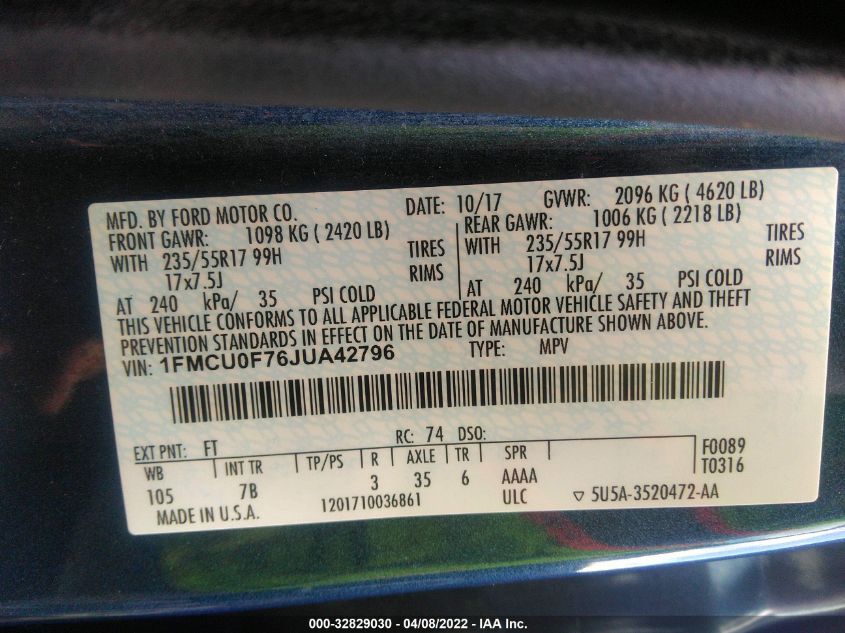 MFD. BY FORD MOTOR CO. DATE: 10/17 GVWR: 2096 KG ( 4620 LB)
FRONT GAWR: 1098 KG ( 2420 LB) REAR GAWR: 1006 KG ( 2218 LB)
WITH 235/55R17 99H TIRES WITH 235/55R17 99H TIRES
17x7.5J RIMS 17x7.5J RIMS
AT 240 kPa/ 35 PSI COLD AT 240 kPa/ 35 PSI COLD
THIS VEHICLE CONFORMS TO ALL APPLICABLE FEDERAL MOTOR VEHICLE SAFETY AND THEFT
PREVENTION STANDARDS IN EFFECT ON THE DATE OF MANUFACTURE SHOWN ABOVE.
VIN: 1FMCU0F76JUA42796 TYPE: MPV
EXT PNT: FT RC: 74 DSO:
WB INT TR TP/PS R AXLE TR SPR F0089
105 7B 3 35 6 AAAA T0316
MADE IN U.S.A. 1201710036861 ULC ▽ 5U5A-3520472-AA
000-32829030 - 04/08/2022 - IAA Inc.